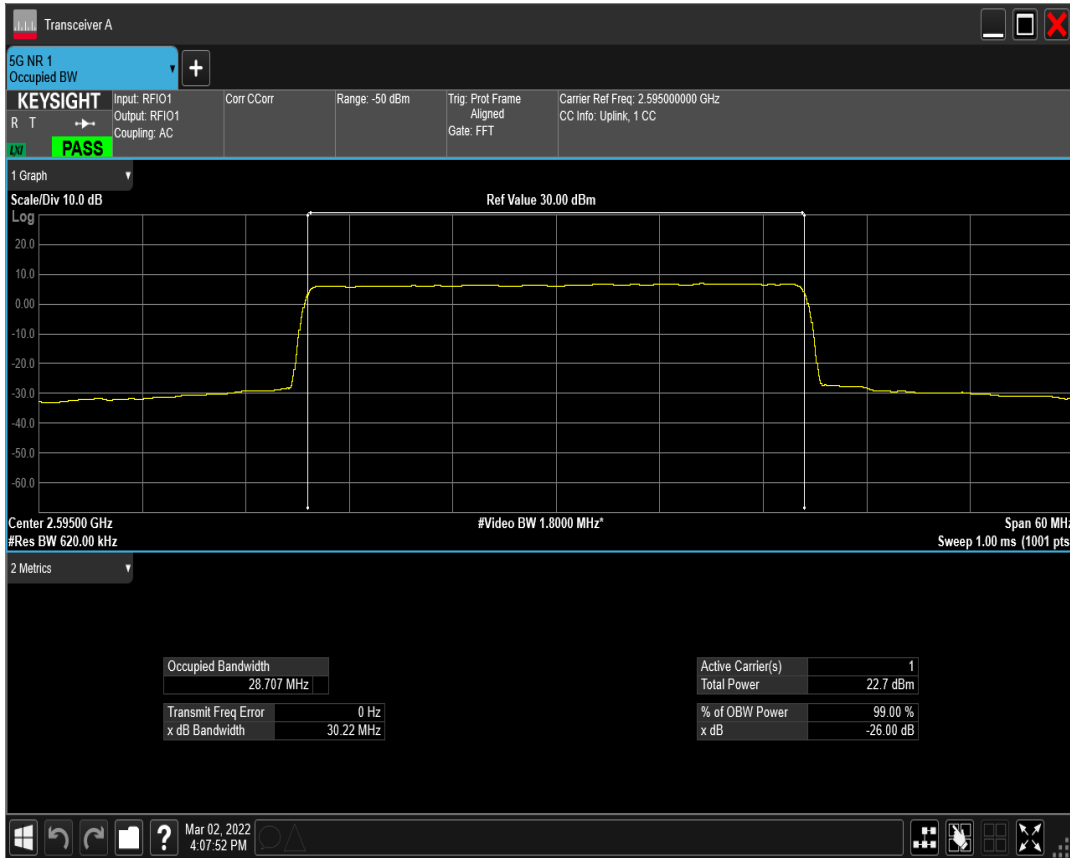 Transceiver A
5G NR 1
Occupied BW
KEYSIGHT
R T
LXI
PASS
Input: RFIO1
Output: RFIO1
Coupling: AC
Corr CCorr
Range: -50 dBm
Trig: Prot Frame
Aligned
Gate: FFT
Carrier Ref Freq: 2.595000000 GHz
CC Info: Uplink, 1 CC
1 Graph
Scale/Div 10.0 dB
Ref Value 30.00 dBm
Log
20.0
10.0
0.00
-10.0
-20.0
-30.0
-40.0
-50.0
-60.0
Center 2.59500 GHz
#Video BW 1.8000 MHz*
Span 60 MHz
#Res BW 620.00 kHz
Sweep 1.00 ms (1001 pts
2 Metrics
Occupied Bandwidth
28.707 MHz
Transmit Freq Error 0 Hz
x dB Bandwidth 30.22 MHz
Active Carrier(s) 1
Total Power 22.7 dBm
% of OBW Power 99.00 %
x dB -26.00 dB
?
Mar 02, 2022
4:07:52 PM